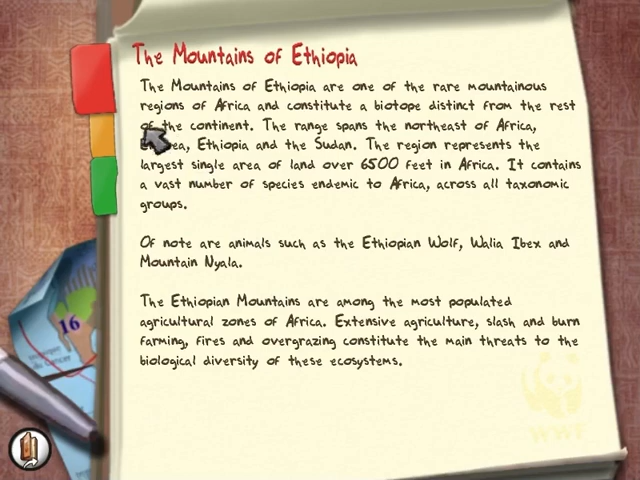 The Mountains of Ethiopia
The Mountains of Ethiopia are one of the rare mountainous
regions of Africa and constitute a biotope distinct from the rest
of the continent. The range spans the northeast of Africa,
Ethiopia and the Sudan. The region represents the
largest single area of land over 6500 feet in Africa. It contains
a vast number of species endemic to Africa, across all taxonomic
groups.
Of note are animals such as the Ethiopian Wolf, Walia Ibex and
Mountain Nyala.
The Ethiopian Mountains are among the most populated
agricultural zones of Africa. Extensive agriculture, slash and burn
farming, fires and overgrazing constitute the main threats to the
biological diversity of these ecosystems.
16
WWF